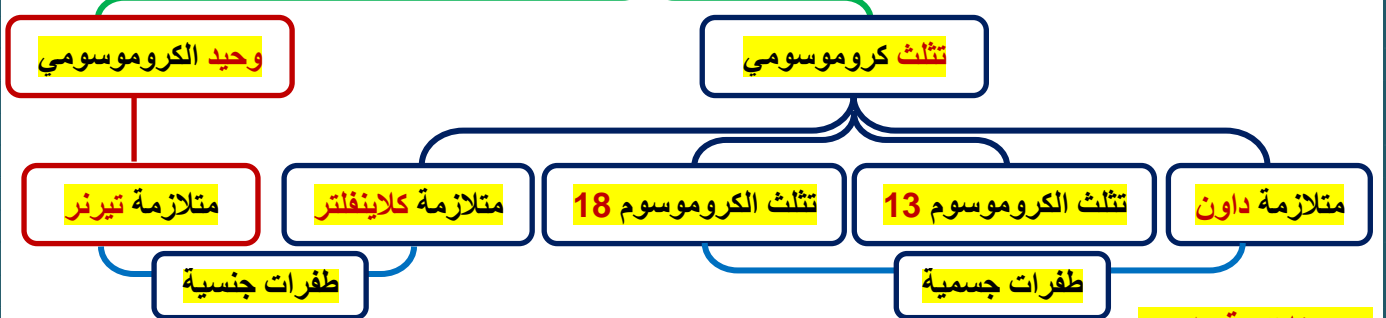 تثلث كروموسومي
وحيد الكروموسومي
متلازمة داون
تثلث الكروموسوم 13
تثلث الكروموسوم 18
متلازمة كلاينفلتر
متلازمة تيرنر
طفرات جسمية
طفرات جنسية